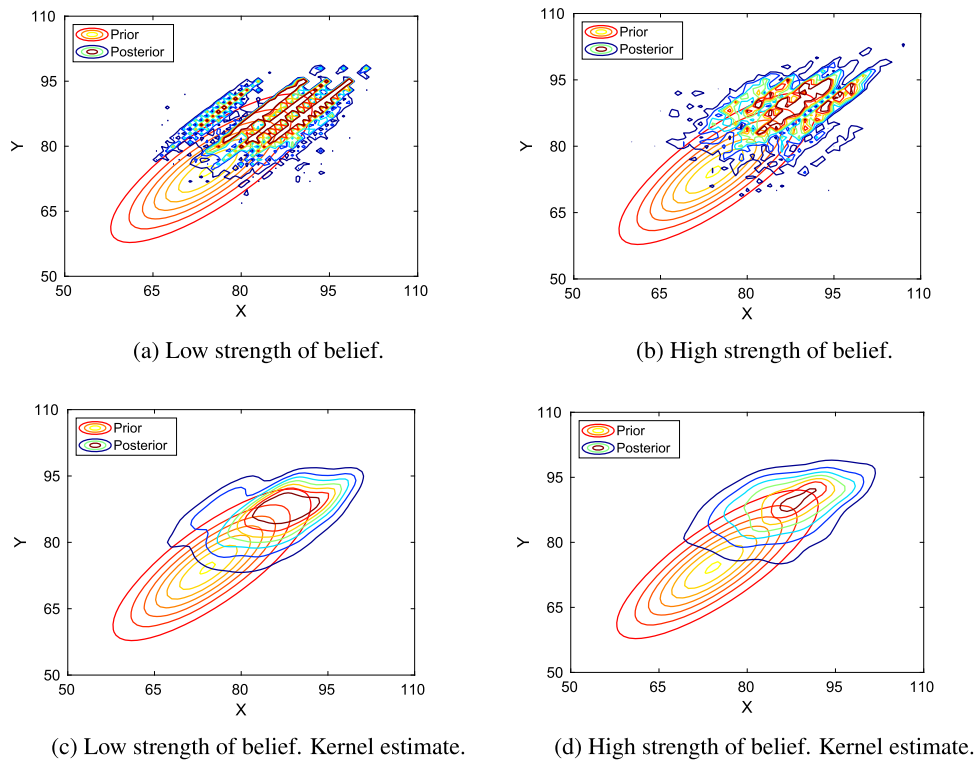 110
95
80
65
50
Y
Prior
Posterior
50 65 80 95 110
X
(a) Low strength of belief.
110
95
80
65
50
Y
Prior
Posterior
50 65 80 95 110
X
(b) High strength of belief.
110
95
80
65
50
Y
Prior
Posterior
50 65 80 95 110
X
(c) Low strength of belief. Kernel estimate.
110
95
80
65
50
Y
Prior
Posterior
50 65 80 95 110
X
(d) High strength of belief. Kernel estimate.